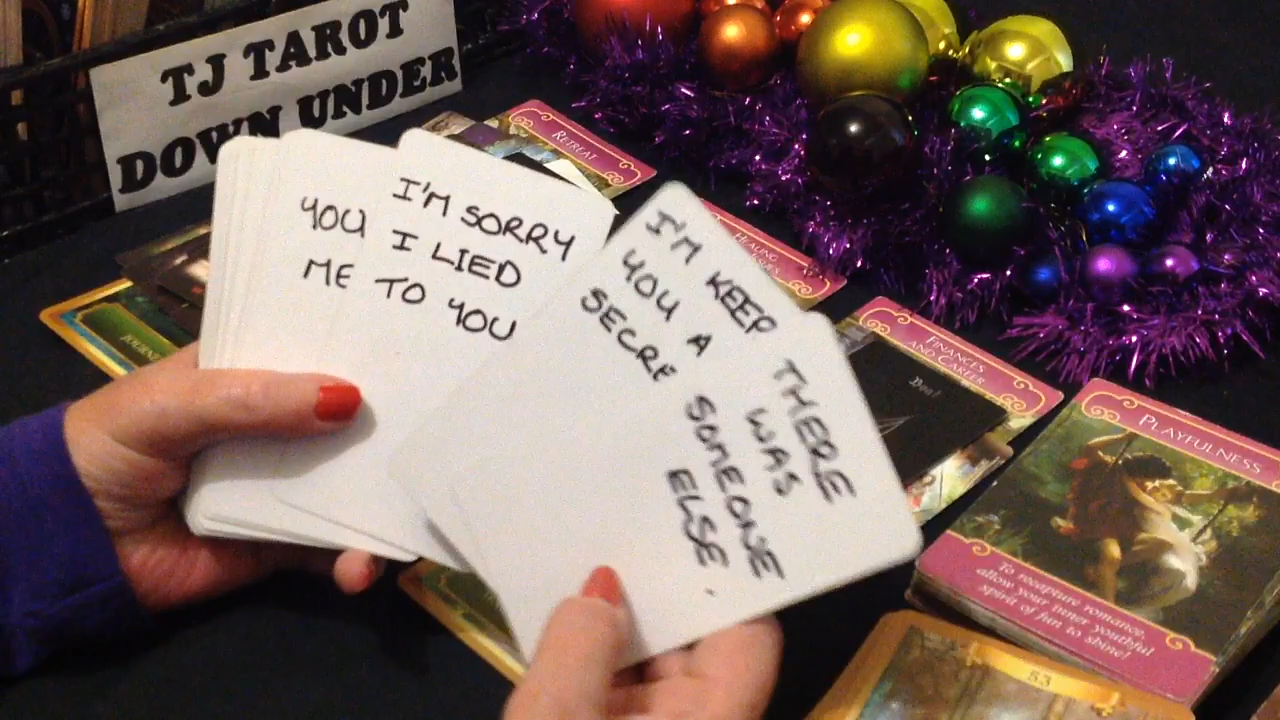 TJ TAROT
DOWN UNDER
RETREAT
I'M SORRY
YOU I LIED
ME TO YOU
I'M KEEP
YOU A
SECRE
THERE
WAS
SOMEONE
ELSE.
HEALING
FINANCES
AND CAREER
PLAYFULNESS
To recapture romance,
allow your inner youthful
spirit of fun to shine!
53